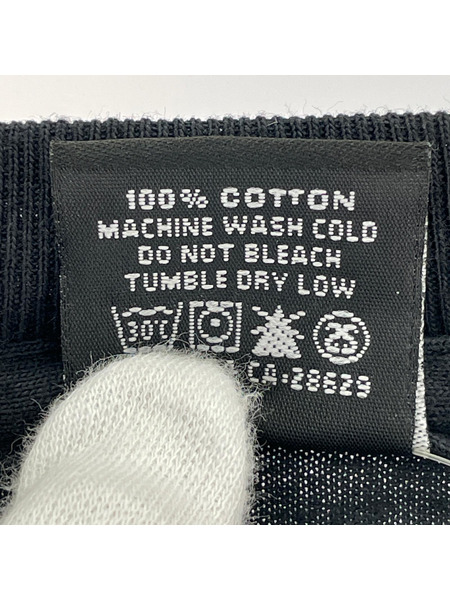 100% COTTON
MACHINE WASH COLD
DO NOT BLEACH
TUMBLE DRY LOW
30°C
CA-28629